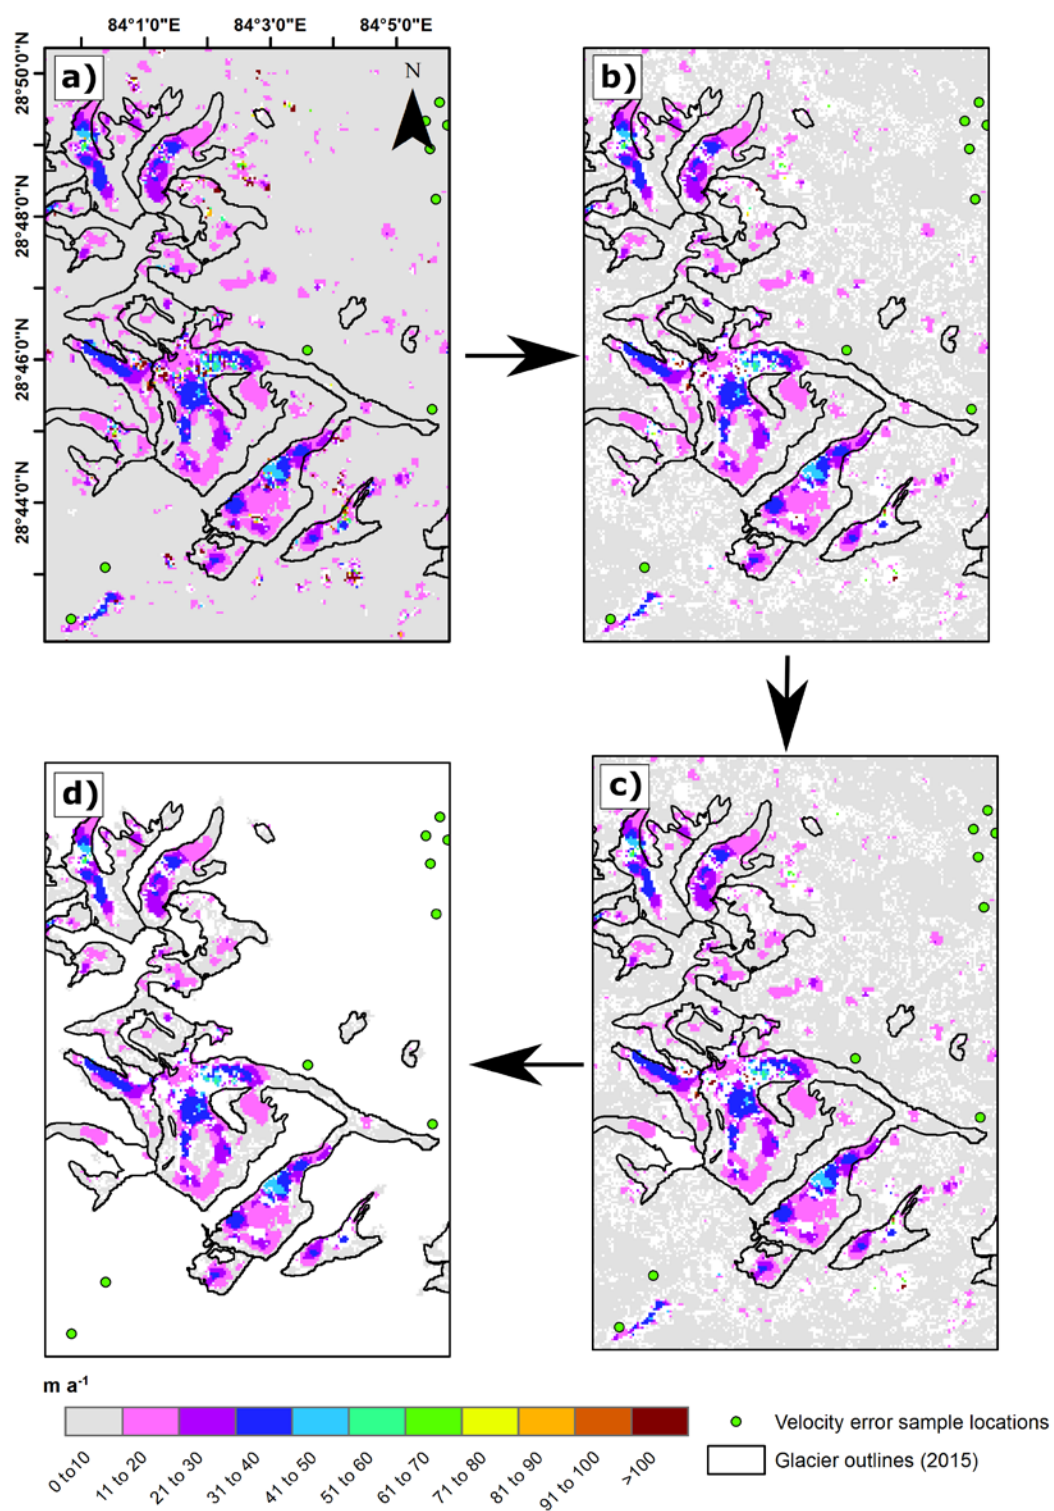 84°1'0"E 84°3'0"E 84°5'0"E
28°50'0"N
28°48'0"N
28°46'0"N
28°44'0"N
a)
N
b)
d)
c)
m a-1
0 to10
11 to 20
21 to 30
31 to 40
41 to 50
51 to 60
61 to 70
71 to 80
81 to 90
91 to 100
>100
Velocity error sample locations
Glacier outlines (2015)